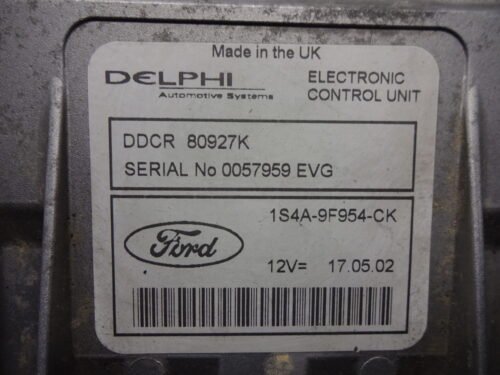 Made in the UK
DELPHI
Automotive Systems
ELECTRONIC
CONTROL UNIT
DDCR 80927K
SERIAL No 0057959 EVG
1S4A-9F954-CK
Ford
12V= 17.05.02